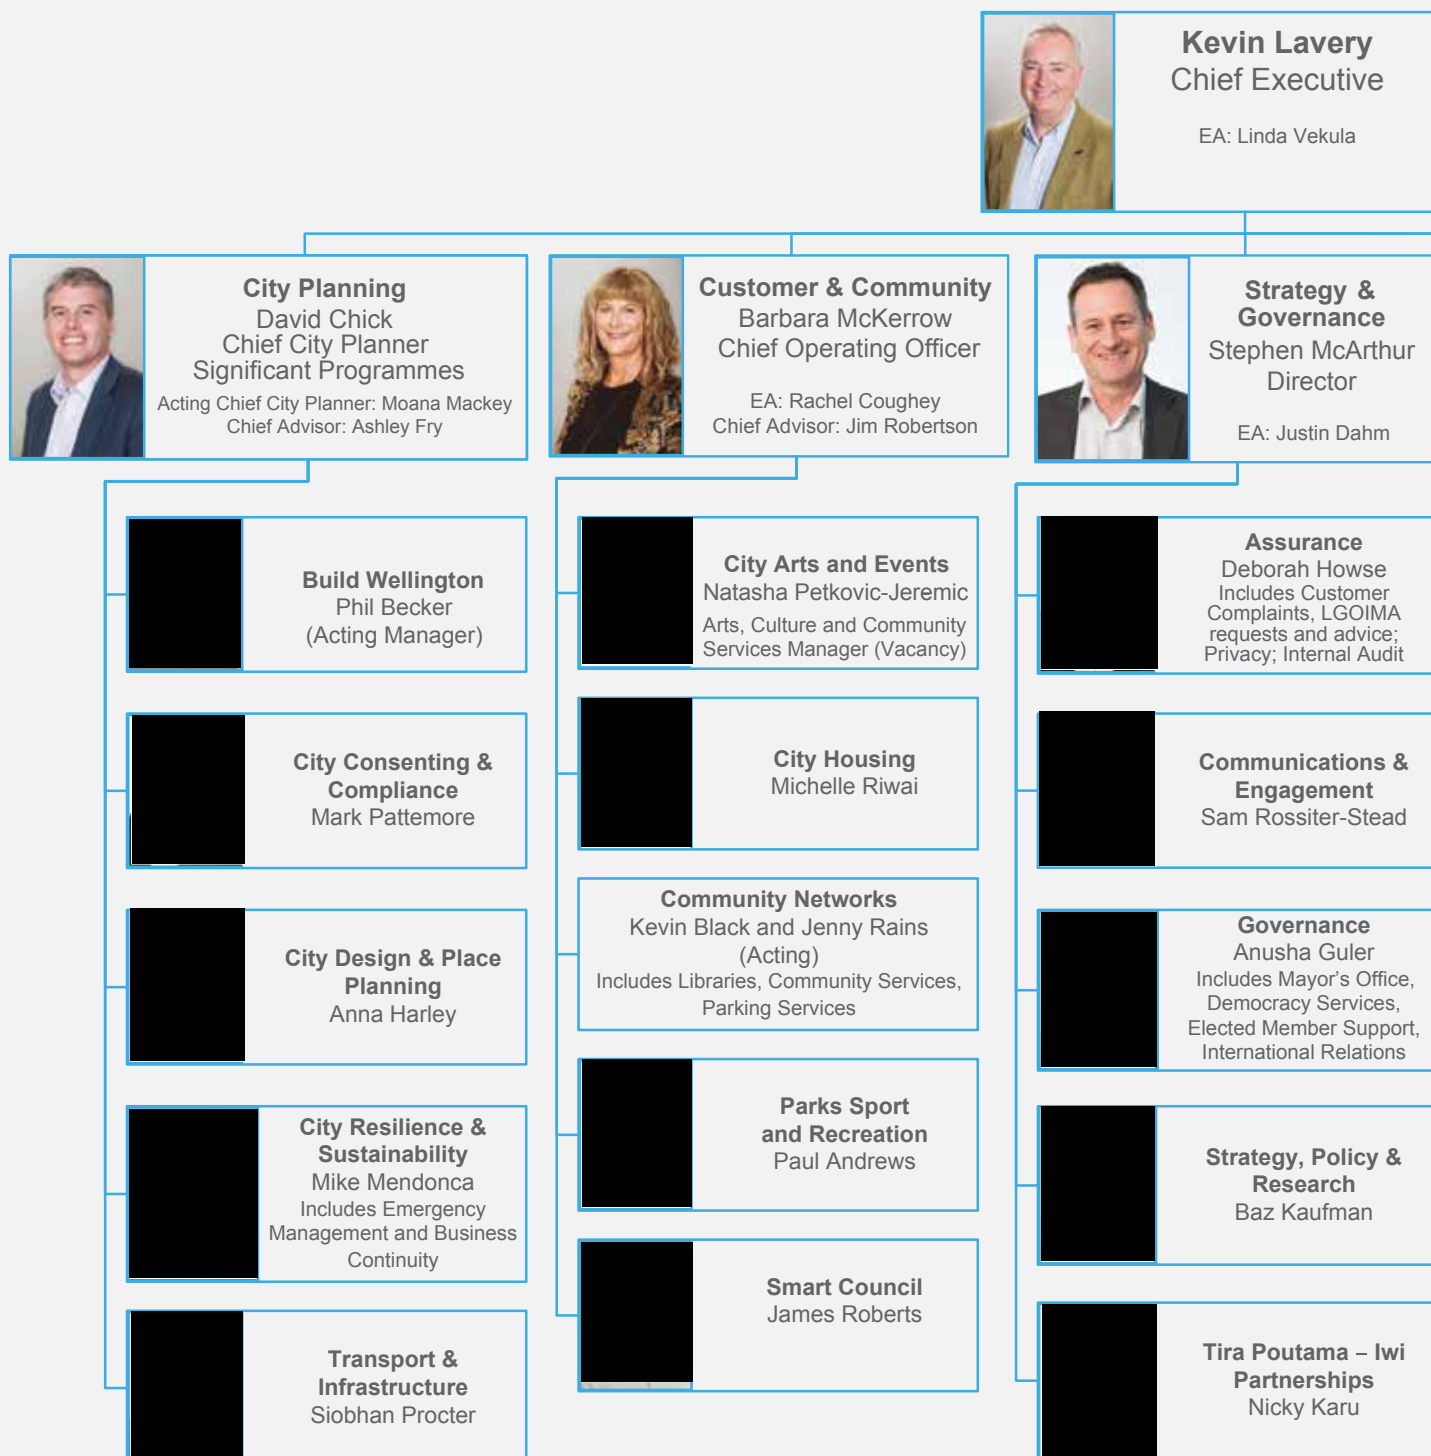 Kevin Lavery
Chief Executive
EA: Linda Vekula
City Planning
David Chick
Chief City Planner
Significant Programmes
Acting Chief City Planner: Moana Mackey
Chief Advisor: Ashley Fry
Customer & Community
Barbara McKerrow
Chief Operating Officer
EA: Rachel Coughey
Chief Advisor: Jim Robertson
Strategy &
Governance
Stephen McArthur
Director
EA: Justin Dahm
Build Wellington
Phil Becker
(Acting Manager)
City Consenting &
Compliance
Mark Pattemore
City Design & Place
Planning
Anna Harley
City Resilience &
Sustainability
Mike Mendonca
Includes Emergency
Management and Business
Continuity
Transport &
Infrastructure
Siobhan Procter
City Arts and Events
Natasha Petkovic-Jeremic
Arts, Culture and Community
Services Manager (Vacancy)
City Housing
Michelle Riwai
Community Networks
Kevin Black and Jenny Rains
(Acting)
Includes Libraries, Community Services,
Parking Services
Parks Sport
and Recreation
Paul Andrews
Smart Council
James Roberts
Assurance
Deborah Howse
Includes Customer
Complaints, LGOIMA
requests and advice;
Privacy; Internal Audit
Communications &
Engagement
Sam Rossiter-Stead
Governance
Anusha Guler
Includes Mayor’s Office,
Democracy Services,
Elected Member Support,
International Relations
Strategy, Policy &
Research
Baz Kaufman
Tira Poutama – Iwi
Partnerships
Nicky Karu